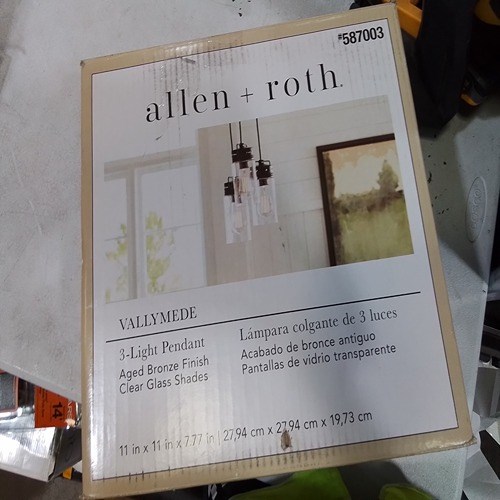 #587003
allen + roth.
VALLYMEDE
3-Light Pendant
Aged Bronze Finish
Clear Glass Shades
Lámpara colgante de 3 luces
Acabado de bronce antiguo
Pantallas de vidrio transparente
11 in x 11 in x 7.77 in | 27,94 cm x 27,94 cm x 19,73 cm
14